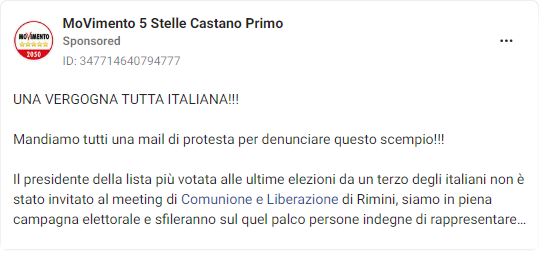 MoVimento 5 Stelle Castano Primo
Sponsored
ID: 347714640794777
MOVIMENTO
2050
UNA VERGOGNA TUTTA ITALIANA!!!
Mandiamo tutti una mail di protesta per denunciare questo scempio!!!
Il presidente della lista più votata alle ultime elezioni da un terzo degli italiani non è
stato invitato al meeting di Comunione e Liberazione di Rimini, siamo in piena
campagna elettorale e sfileranno sul quel palco persone indegne di rappresentare...